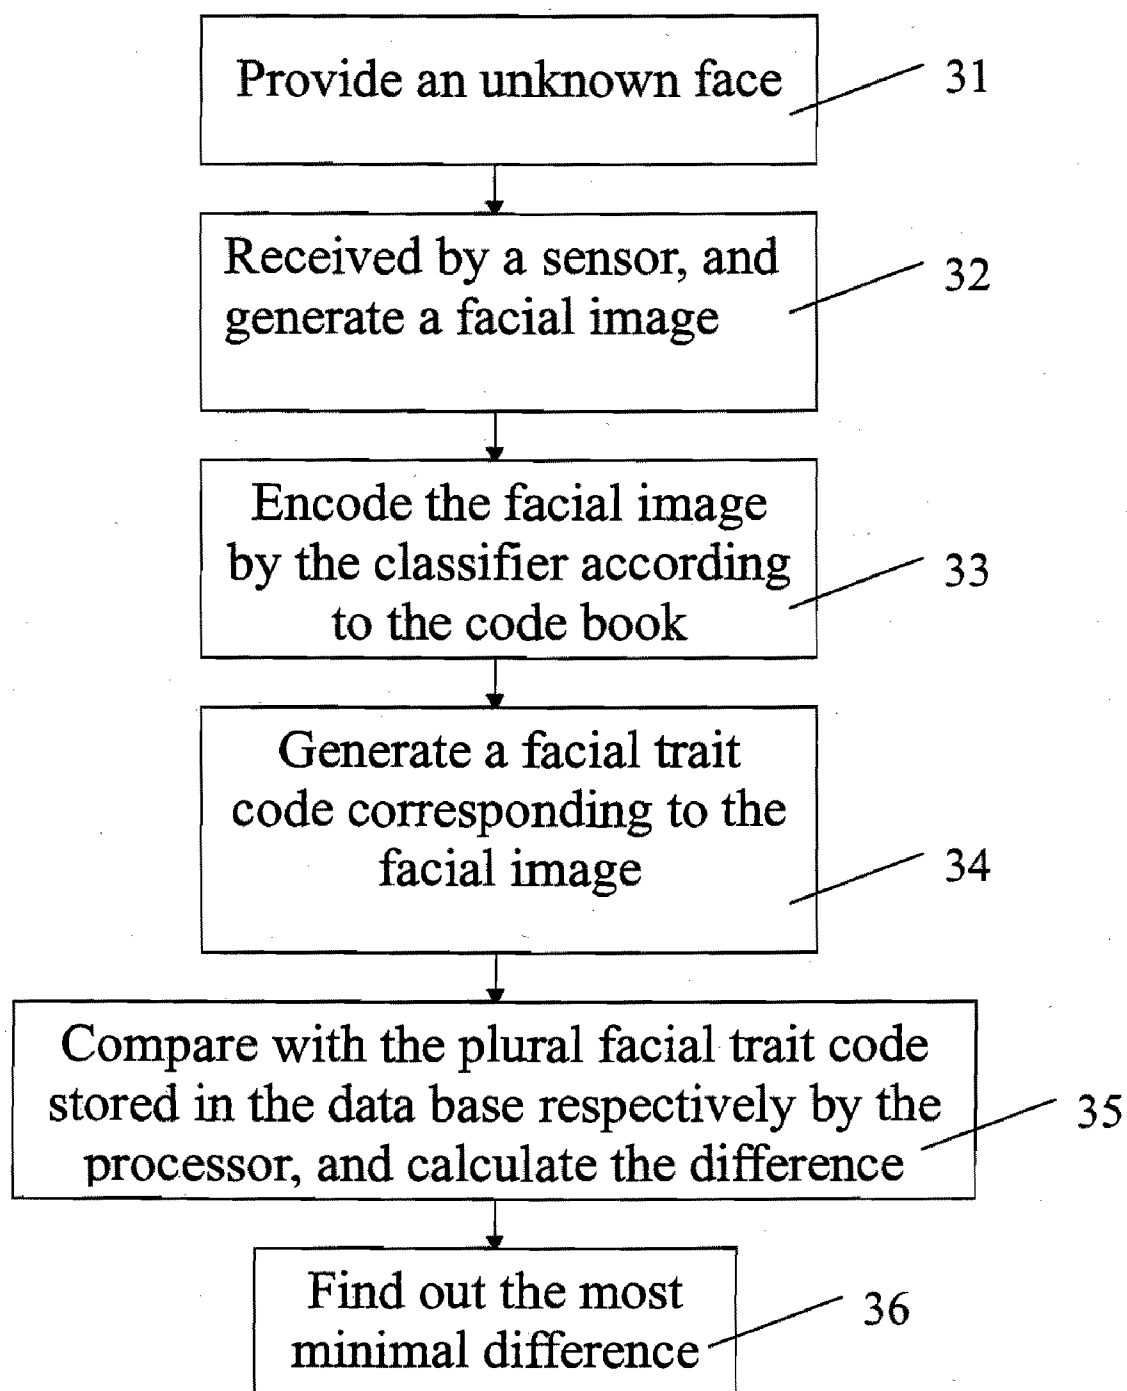 Provide an unknown face
31
Received by a sensor, and
generate a facial image
32
Encode the facial image
by the classifier according
to the code book
33
Generate a facial trait
code corresponding to the
facial image
34
Compare with the plural facial trait code
stored in the data base respectively by the
processor, and calculate the difference
35
Find out the most
minimal difference
36